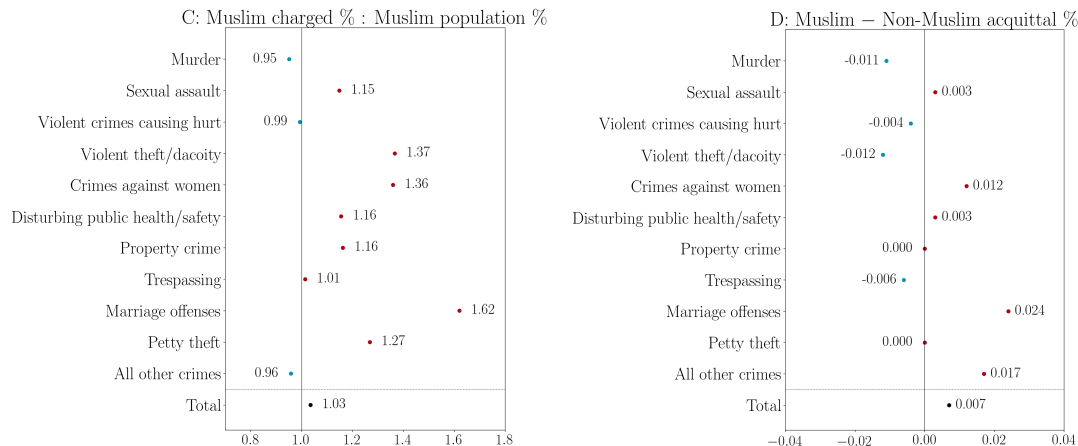 C: Muslim charged % : Muslim population %
Murder 0.95
Sexual assault 1.15
Violent crimes causing hurt 0.99
Violent theft/dacoity 1.37
Crimes against women 1.36
Disturbing public health/safety 1.16
Property crime 1.16
Trespassing 1.01
Marriage offenses 1.62
Petty theft 1.27
All other crimes 0.96
Total 1.03
0.8 1.0 1.2 1.4 1.6 1.8
D: Muslim − Non-Muslim acquittal %
Murder -0.011
Sexual assault 0.003
Violent crimes causing hurt -0.004
Violent theft/dacoity -0.012
Crimes against women 0.012
Disturbing public health/safety 0.003
Property crime 0.000
Trespassing -0.006
Marriage offenses 0.024
Petty theft 0.000
All other crimes 0.017
Total 0.007
−0.04 −0.02 0.00 0.02 0.04